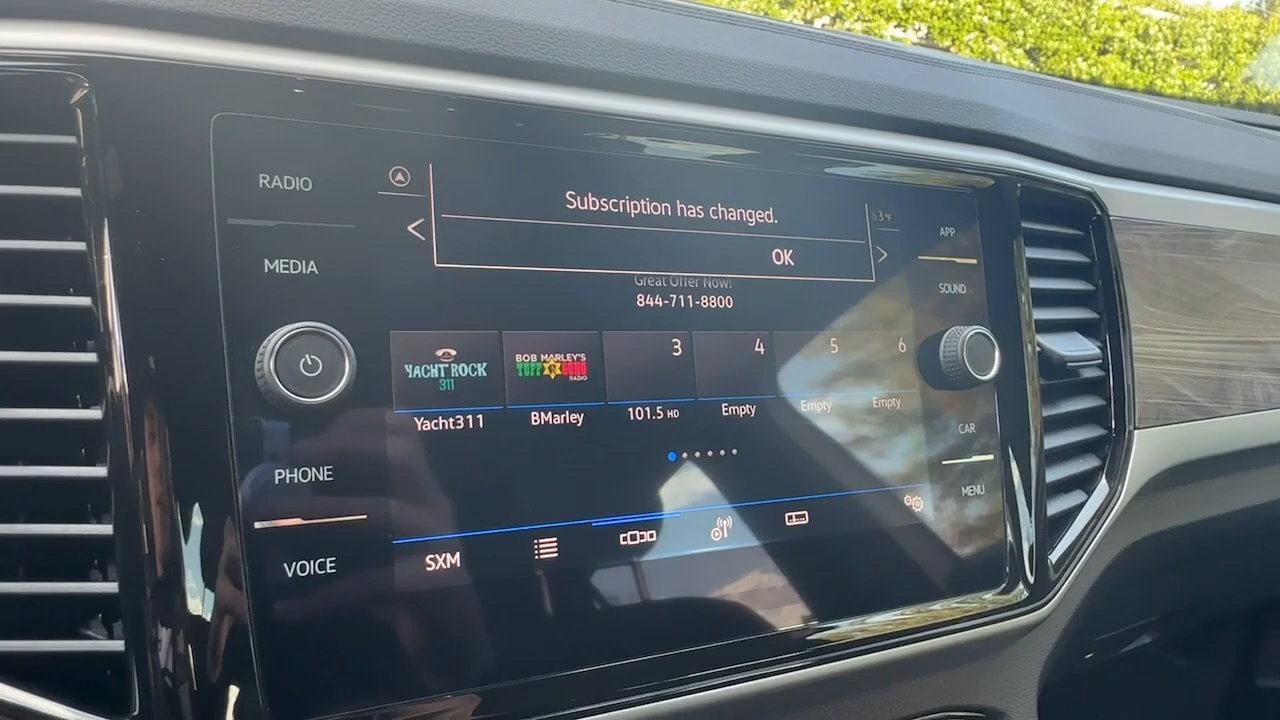 RADIO
MEDIA
PHONE
VOICE
Subscription has changed.
OK
63°F
Great Offer Now!
844-711-8800
YACHT ROCK
311
Yacht311
BOB MARLEY'S
TUFF GONG
RADIO
BMarley
3
101.5 HD
4
Empty
5
Empty
6
Empty
SXM
APP
SOUND
CAR
MENU